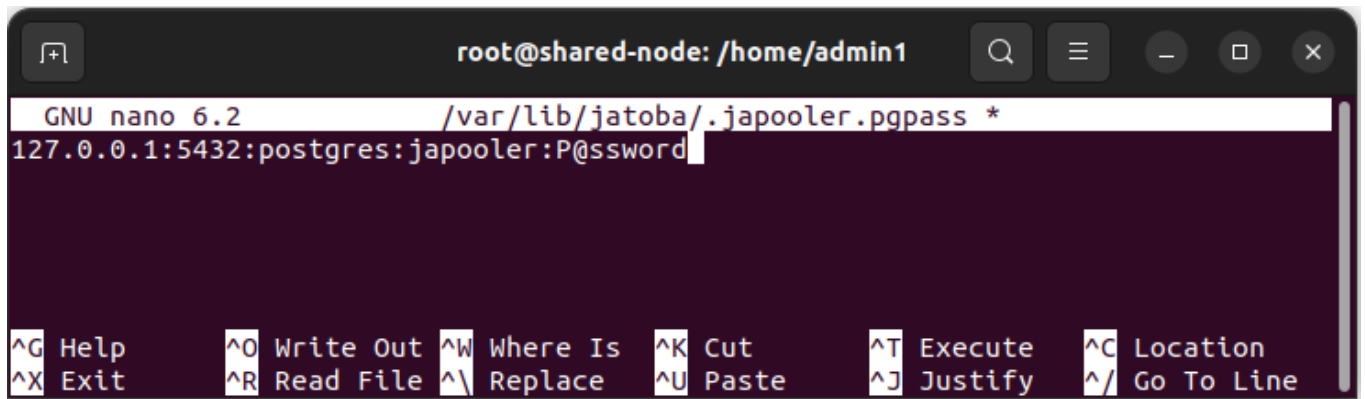 root@shared-node: /home/admin1
GNU nano 6.2 /var/lib/jatoba/.japooler.pgpass *
127.0.0.1:5432:postgres:japooler:P@ssword
^G Help ^O Write Out ^W Where Is ^K Cut ^T Execute ^C Location
^X Exit ^R Read File ^\ Replace ^U Paste ^J Justify ^/ Go To Line